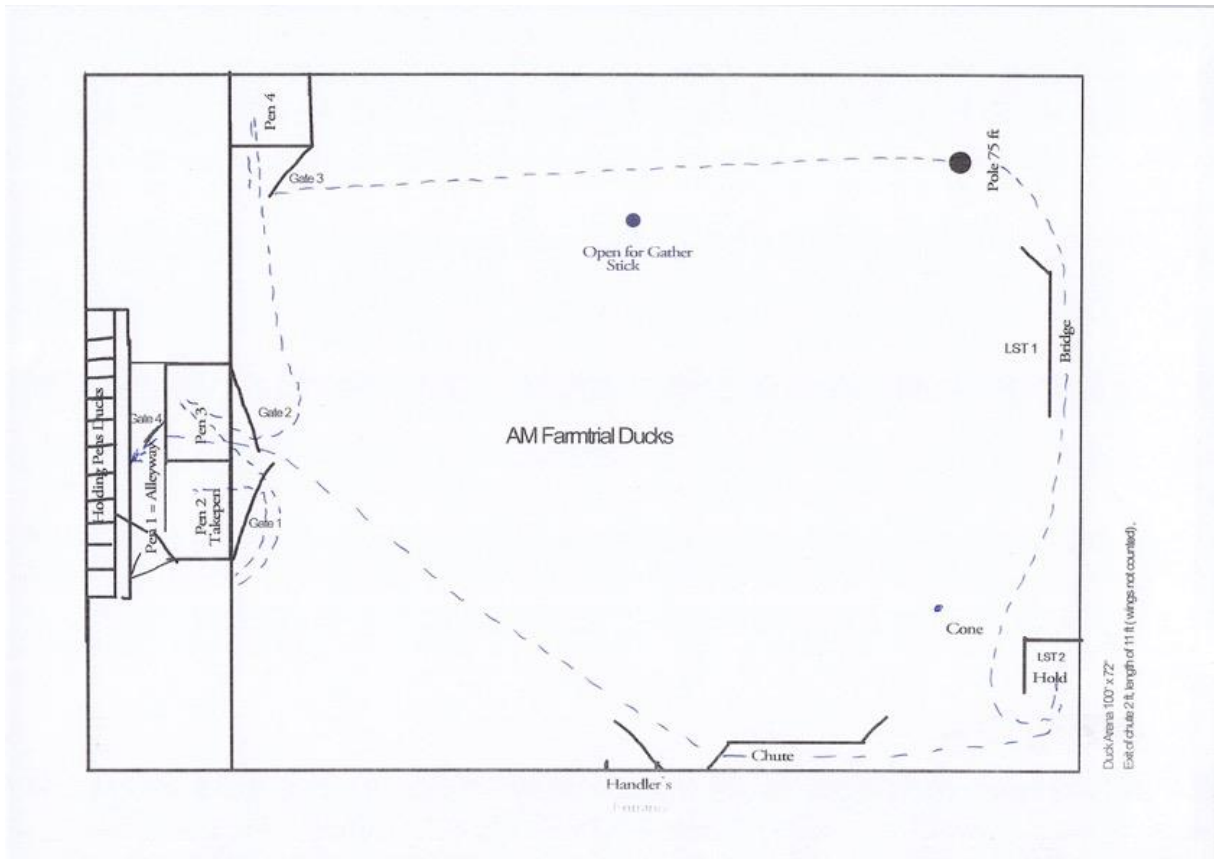 Pen 4
Gate 3
Pole 75 ft
Open for Gather
Stick
LST 1
Bridge
Holding Pens Ducks
Gate 4
Pen 1 = Alleyway
Pen 3
Gate 2
AM Farmtrial Ducks
Pen 2
Takepen
Gate 1
Cone
LST 2
Hold
Chute
Handler's
Duck Arena 100" x 72"
Exit of chute 2 ft, length of 11 ft ( wings not counted),